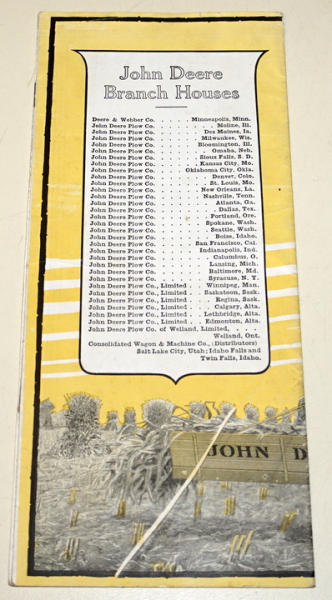 John Deere
Branch Houses
Deere & Webber Co. . . . . . Minneapolis, Minn.
John Deere Plow Co. . . . . . . . . Moline, Ill.
John Deere Plow Co. . . . . . . Des Moines, Ia.
John Deere Plow Co. . . . . . . Milwaukee, Wis.
John Deere Plow Co. . . . . . Bloomington, Ill.
John Deere Plow Co. . . . . . . . Omaha, Neb.
John Deere Plow Co. . . . . . Sioux Falls, S. D.
John Deere Plow Co. . . . . . Kansas City, Mo.
John Deere Plow Co. . . . . Oklahoma City, Okla.
John Deere Plow Co. . . . . . . . Denver, Colo.
John Deere Plow Co. . . . . . . . St. Louis, Mo.
John Deere Plow Co. . . . . . . New Orleans, La.
John Deere Plow Co. . . . . . . Nashville, Tenn.
John Deere Plow Co. . . . . . . . . Atlanta, Ga.
John Deere Plow Co. . . . . . . . . Dallas, Tex.
John Deere Plow Co. . . . . . . . Portland, Ore.
John Deere Plow Co. . . . . . . Spokane, Wash.
John Deere Plow Co. . . . . . . . Seattle, Wash.
John Deere Plow Co. . . . . . . . . Boise, Idaho.
John Deere Plow Co. . . . . . San Francisco, Cal.
John Deere Plow Co. . . . . . . Indianapolis, Ind.
John Deere Plow Co. . . . . . . . . Columbus, O.
John Deere Plow Co. . . . . . . . Lansing, Mich.
John Deere Plow Co. . . . . . . . Baltimore, Md.
John Deere Plow Co. . . . . . . . Syracuse, N. Y.
John Deere Plow Co., Limited . . . Winnipeg, Man.
John Deere Plow Co., Limited . . . Saskatoon, Sask.
John Deere Plow Co., Limited . . . . Regina, Sask.
John Deere Plow Co., Limited . . . . Calgary, Alta.
John Deere Plow Co., Limited . . . Lethbridge, Alta.
John Deere Plow Co., Limited . . . Edmonton, Alta.
John Deere Plow Co. of Welland, Limited, . . . .
Welland, Ont.
Consolidated Wagon & Machine Co., (Distributors)
Salt Lake City, Utah; Idaho Falls and
Twin Falls, Idaho.
JOHN D